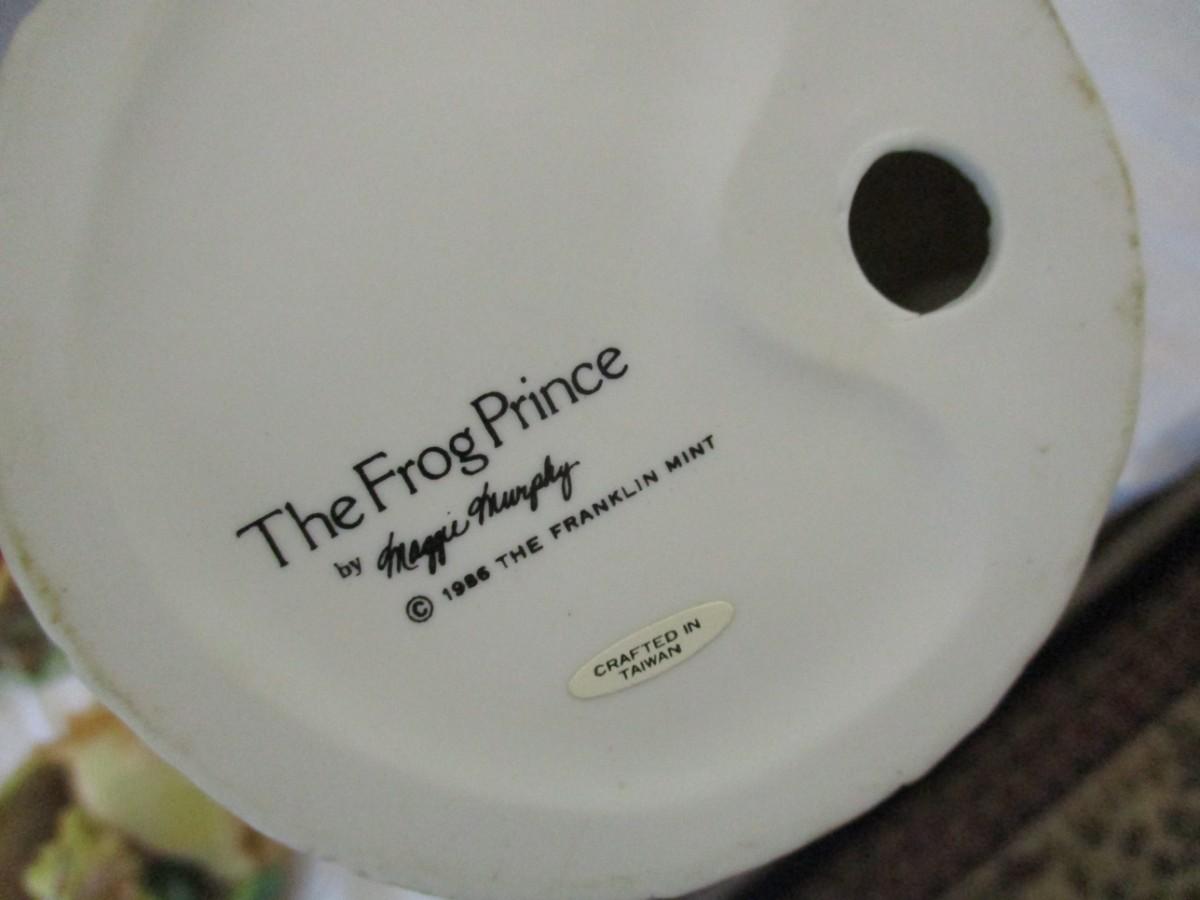 The Frog Prince
by Maggie Murphy
© 1986 THE FRANKLIN MINT
CRAFTED IN
TAIWAN